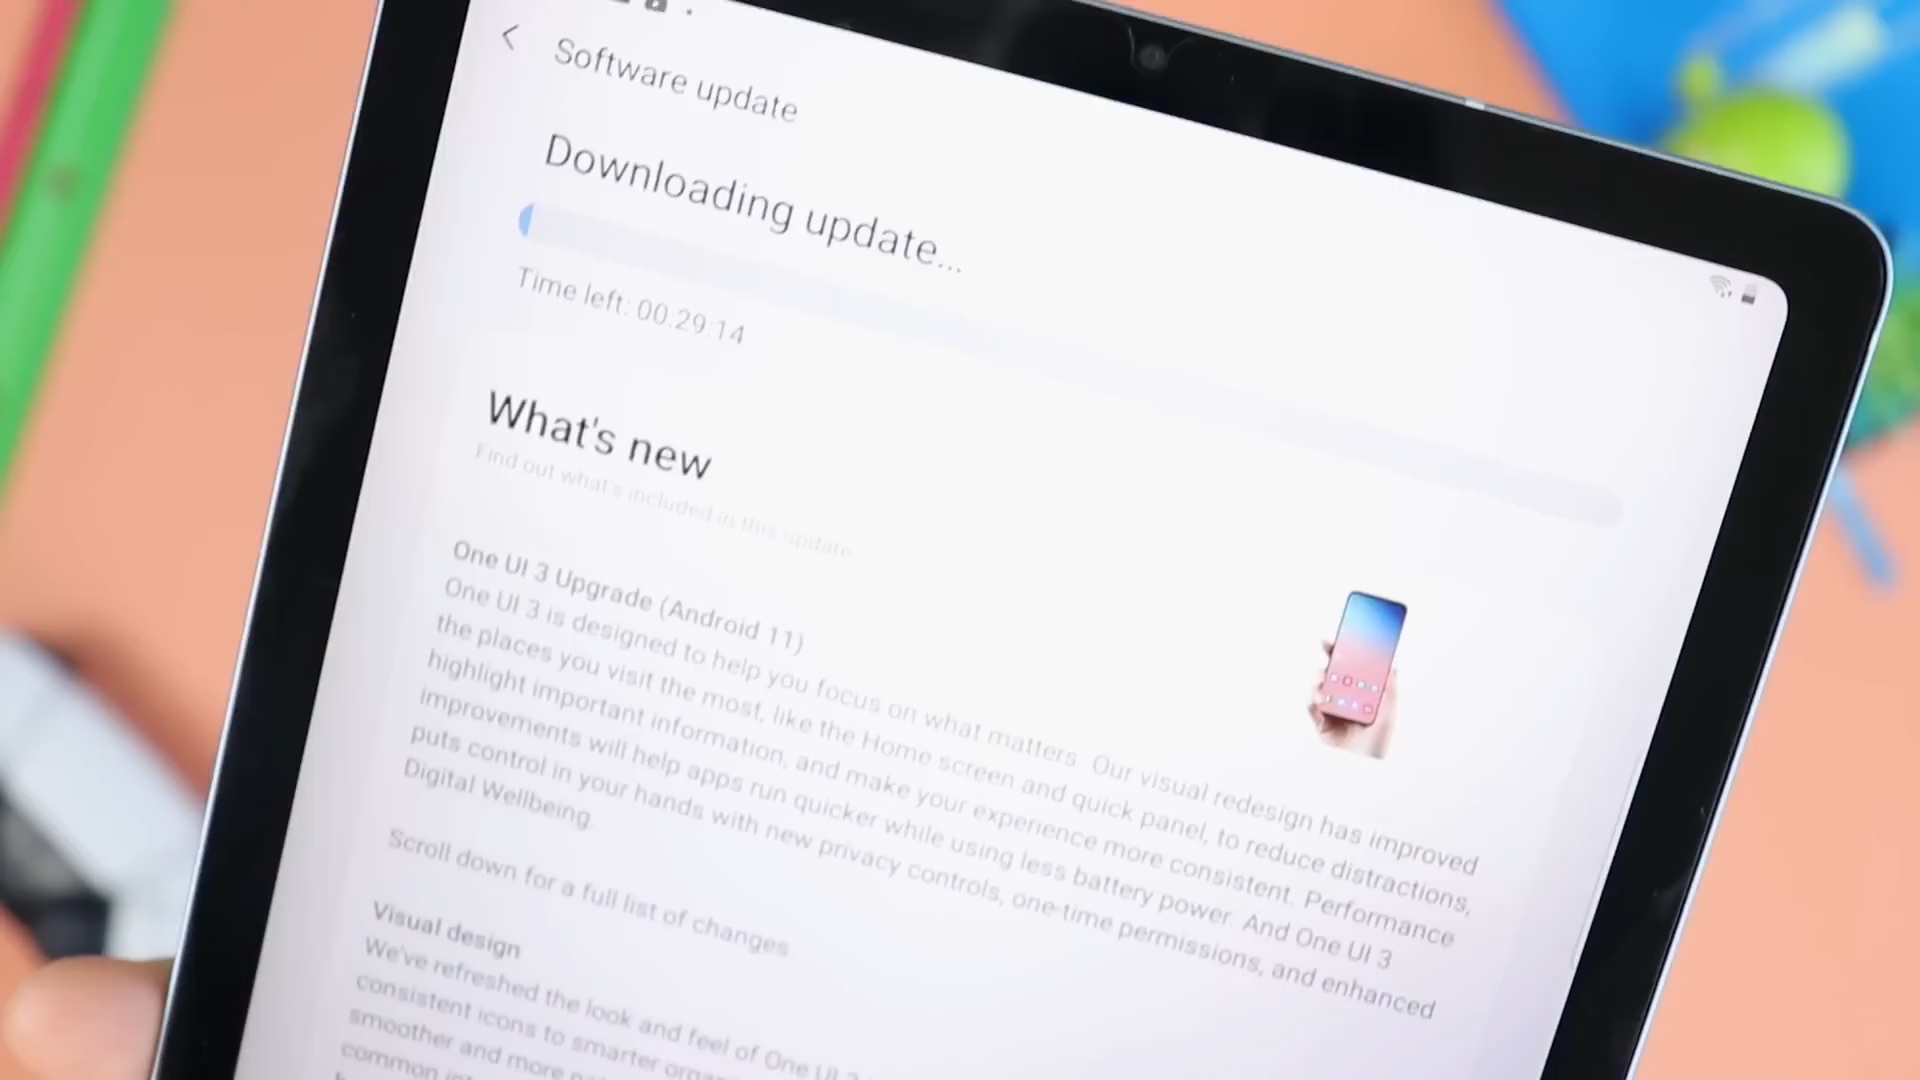 Software update
Downloading update...
Time left: 00:29:14
What's new
Find out what's included in this update
One UI 3 Upgrade (Android 11)
One UI 3 is designed to help you focus on what matters. Our visual redesign has improved
the places you visit the most, like the Home screen and quick panel, to reduce distractions,
highlight important information, and make your experience more consistent. Performance
improvements will help apps run quicker while using less battery power. And One UI 3
puts control in your hands with new privacy controls, one-time permissions, and enhanced
Digital Wellbeing.
Scroll down for a full list of changes.
Visual design
We've refreshed the look and feel of One UI 3
consistent icons to smarter
smoother and more
common